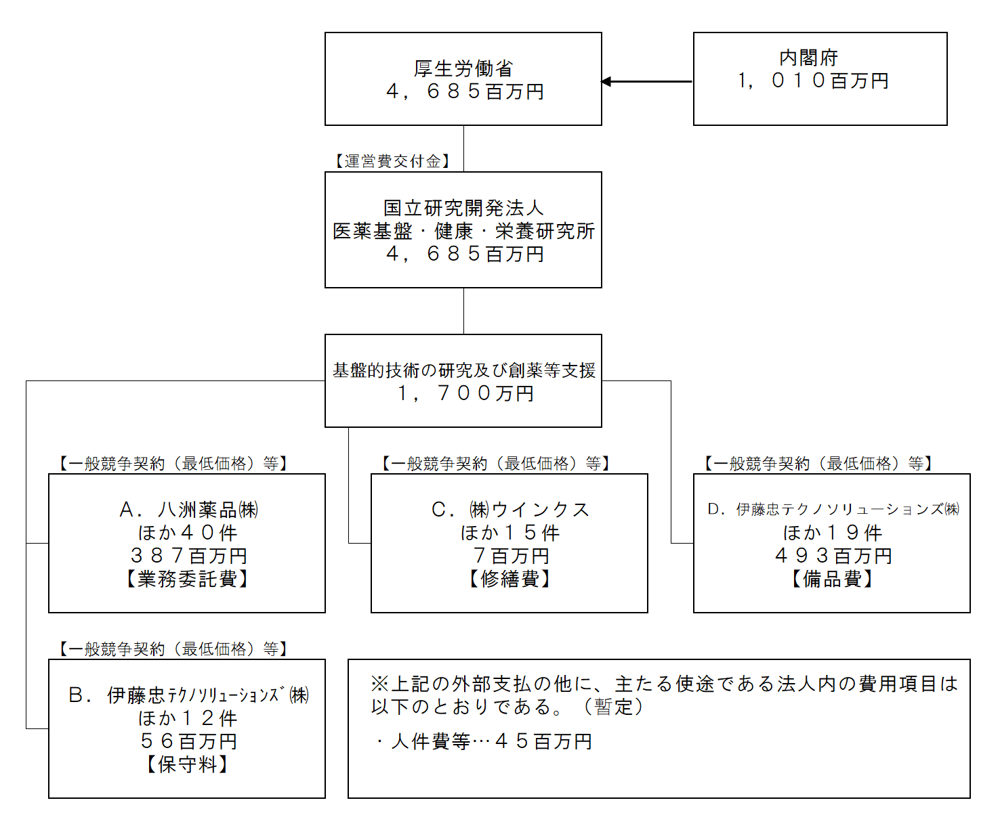 厚生労働省
４，６８５百万円
内閣府
１，０１０百万円
【運営費交付金】
国立研究開発法人
医薬基盤・健康・栄養研究所
４，６８５百万円
基盤的技術の研究及び創薬等支援
１，７００万円
【一般競争契約（最低価格）等】
Ａ．八洲薬品㈱
ほか４０件
３８７百万円
【業務委託費】
【一般競争契約（最低価格）等】
Ｃ．㈱ウインクス
ほか１５件
７百万円
【修繕費】
【一般競争契約（最低価格）等】
Ｄ．伊藤忠テクノソリューションズ㈱
ほか１９件
４９３百万円
【備品費】
【一般競争契約（最低価格）等】
Ｂ．伊藤忠ﾃｸﾉｿﾘｭｰｼｮﾝｽﾞ㈱
ほか１２件
５６百万円
【保守料】
※上記の外部支払の他に、主たる使途である法人内の費用項目は
以下のとおりである。（暫定）
・人件費等…４５百万円